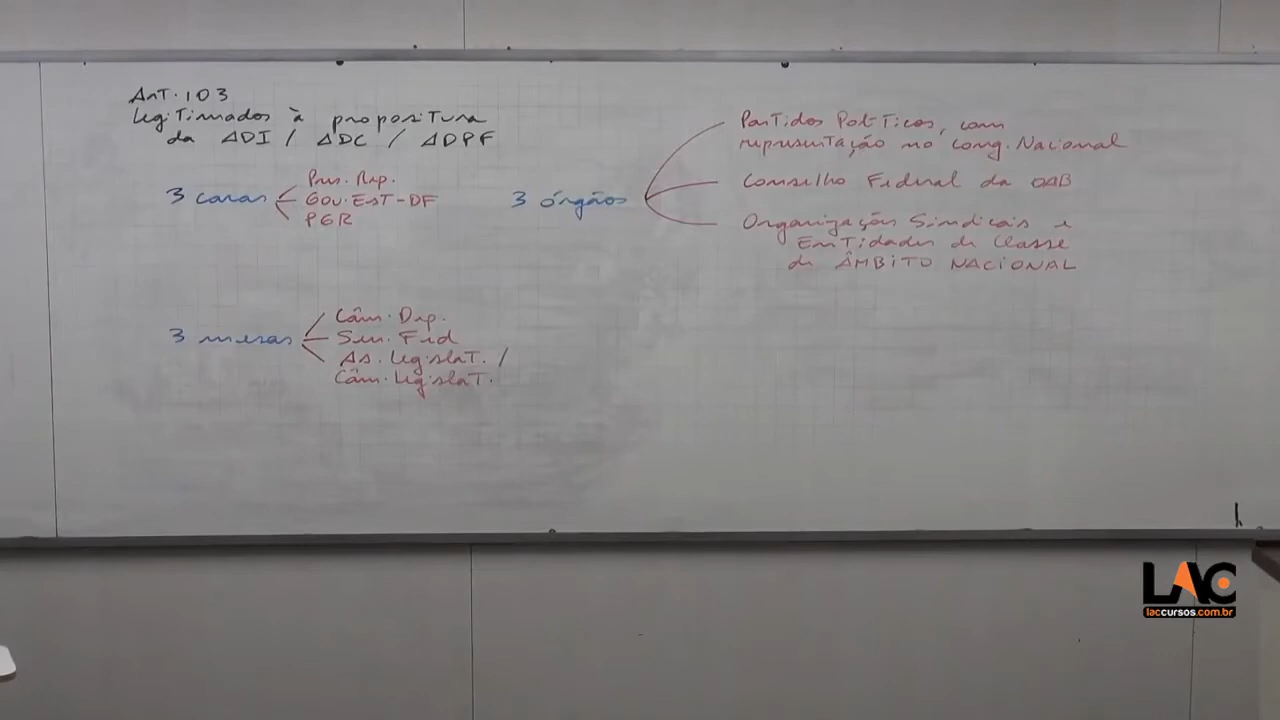 Art. 103
Legitimados à propositura
da ADI / ADC / ADPF
3 caras
Pres. Rep.
Gov. Est-DF
PGR
3 mesas
Câm. Dep.
Sen. Fed
As. Legislat. /
Câm. Legislat.
3 órgãos
Partidos Políticos, com
representação no Cong. Nacional
Conselho Federal da OAB
Organizações Sindicais e
Entidades de Classe
de ÂMBITO NACIONAL
LAC
laccursos.com.br